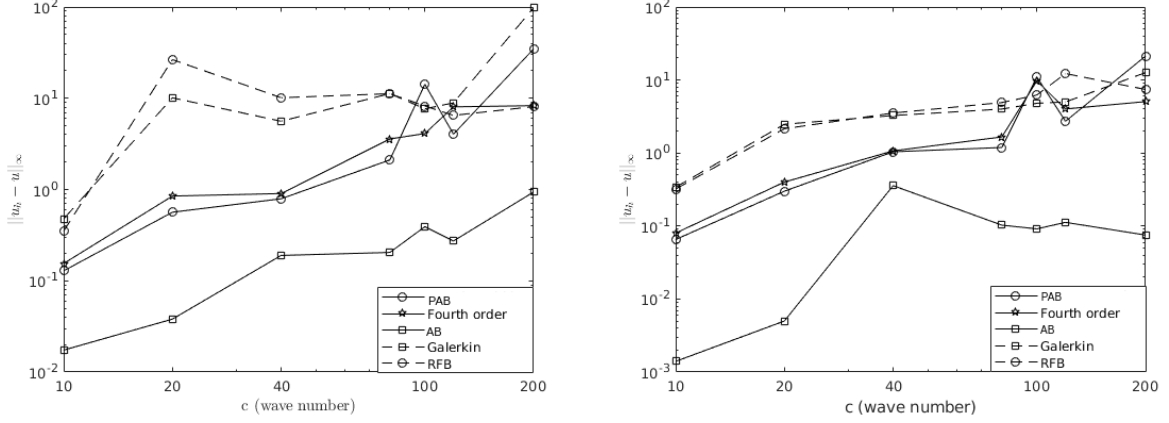 10^2
10^1
10^0
10^{-1}
10^{-2}
||u_h − u||_∞
10 20 40 100 200
c (wave number)
PAB
Fourth order
AB
Galerkin
RFB
10^2
10^1
10^0
10^{-1}
10^{-2}
10^{-3}
||u_h − u||_∞
10 20 40 100 200
c (wave number)
PAB
Fourth order
AB
Galerkin
RFB